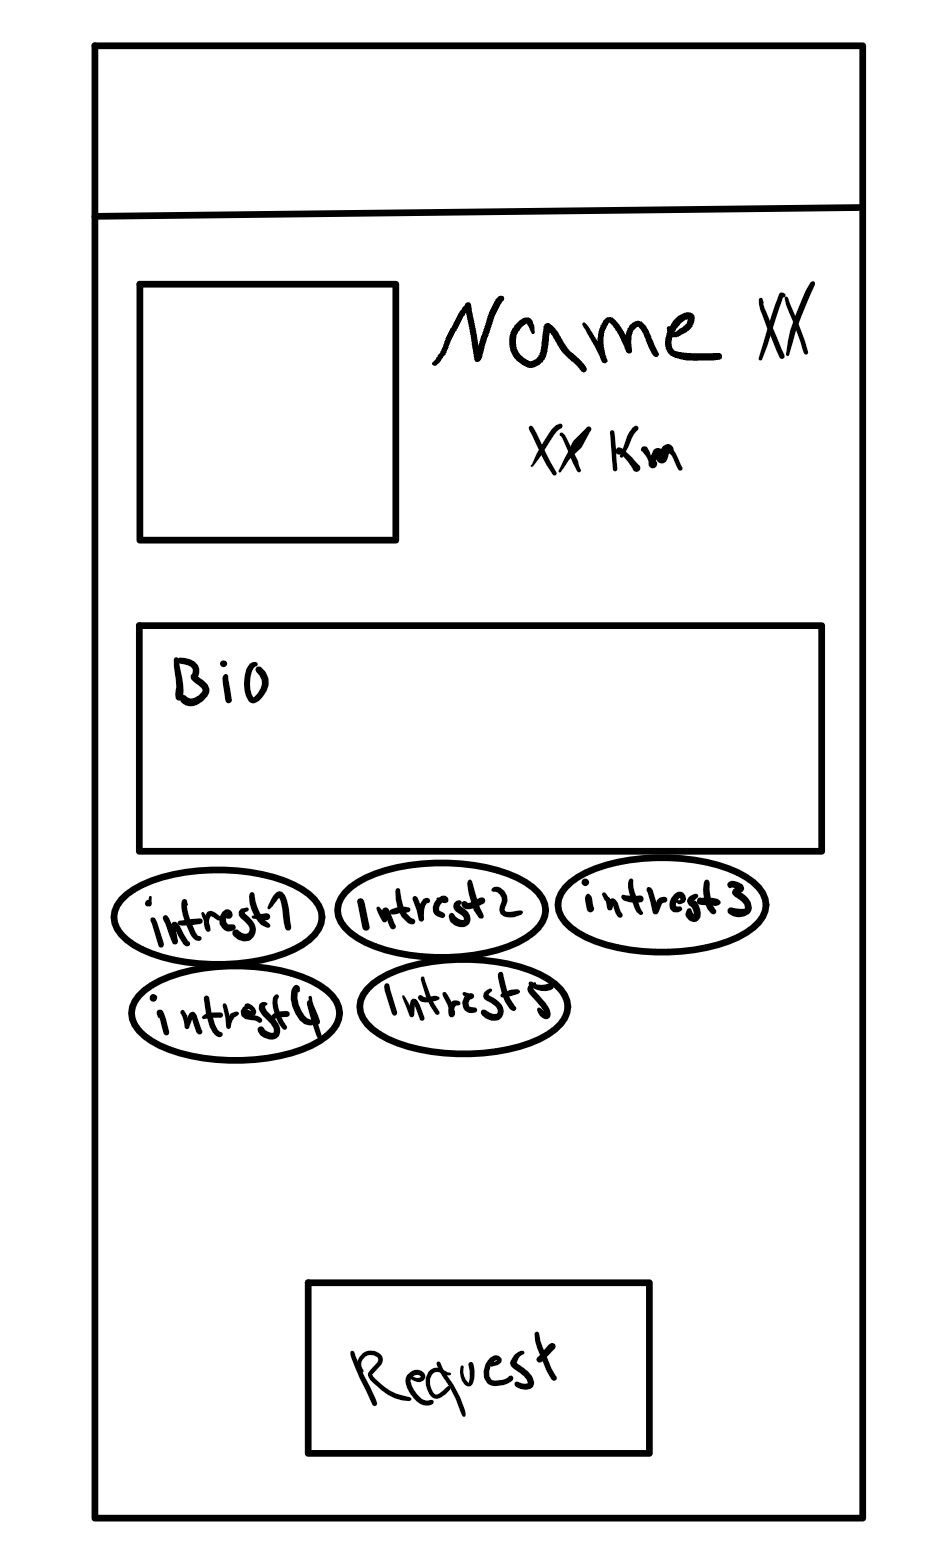 Name XX
XX Km
Bio
intrest1 Intrest2 intrest3
intrest4 Intrest5
Request